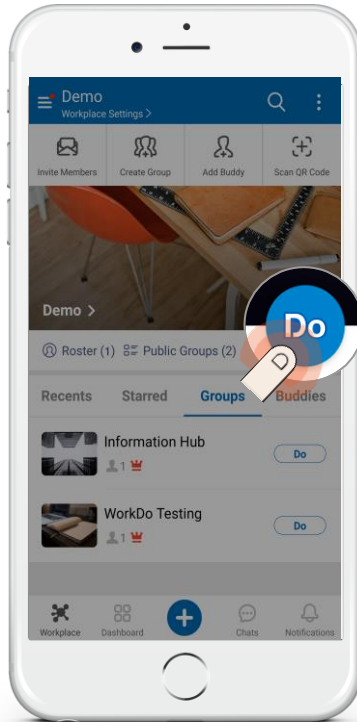 Demo
Workplace Settings >
Invite Members
Create Group
Add Buddy
Scan QR Code
Demo >
Do
Roster (1)
Public Groups (2)
Recents
Starred
Groups
Buddies
Information Hub
1
Do
WorkDo Testing
1
Do
Workplace
Dashboard
Chats
Notifications